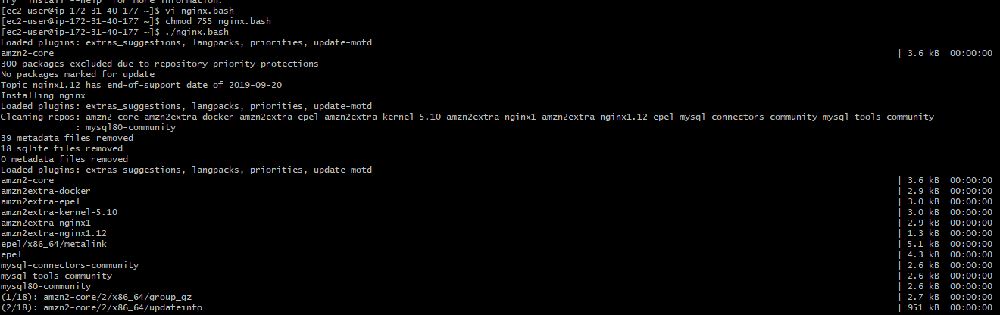 Try 'install --help' for more information.
[ec2-user@ip-172-31-40-177 ~]$ vi nginx.bash
[ec2-user@ip-172-31-40-177 ~]$ chmod 755 nginx.bash
[ec2-user@ip-172-31-40-177 ~]$ ./nginx.bash
Loaded plugins: extras_suggestions, langpacks, priorities, update-motd
amzn2-core | 3.6 kB 00:00:00
300 packages excluded due to repository priority protections
No packages marked for update
Topic nginx1.12 has end-of-support date of 2019-09-20
Installing nginx
Loaded plugins: extras_suggestions, langpacks, priorities, update-motd
Cleaning repos: amzn2-core amzn2extra-docker amzn2extra-epel amzn2extra-kernel-5.10 amzn2extra-nginx1 amzn2extra-nginx1.12 epel mysql-connectors-community mysql-tools-community
: mysql80-community
39 metadata files removed
18 sqlite files removed
0 metadata files removed
Loaded plugins: extras_suggestions, langpacks, priorities, update-motd
amzn2-core | 3.6 kB 00:00:00
amzn2extra-docker | 2.9 kB 00:00:00
amzn2extra-epel | 3.0 kB 00:00:00
amzn2extra-kernel-5.10 | 3.0 kB 00:00:00
amzn2extra-nginx1 | 2.9 kB 00:00:00
amzn2extra-nginx1.12 | 1.3 kB 00:00:00
epel/x86_64/metalink | 5.1 kB 00:00:00
epel | 4.3 kB 00:00:00
mysql-connectors-community | 2.6 kB 00:00:00
mysql-tools-community | 2.6 kB 00:00:00
mysql80-community | 2.6 kB 00:00:00
(1/18): amzn2-core/2/x86_64/group_gz | 2.7 kB 00:00:00
(2/18): amzn2-core/2/x86_64/updateinfo | 951 kB 00:00:00